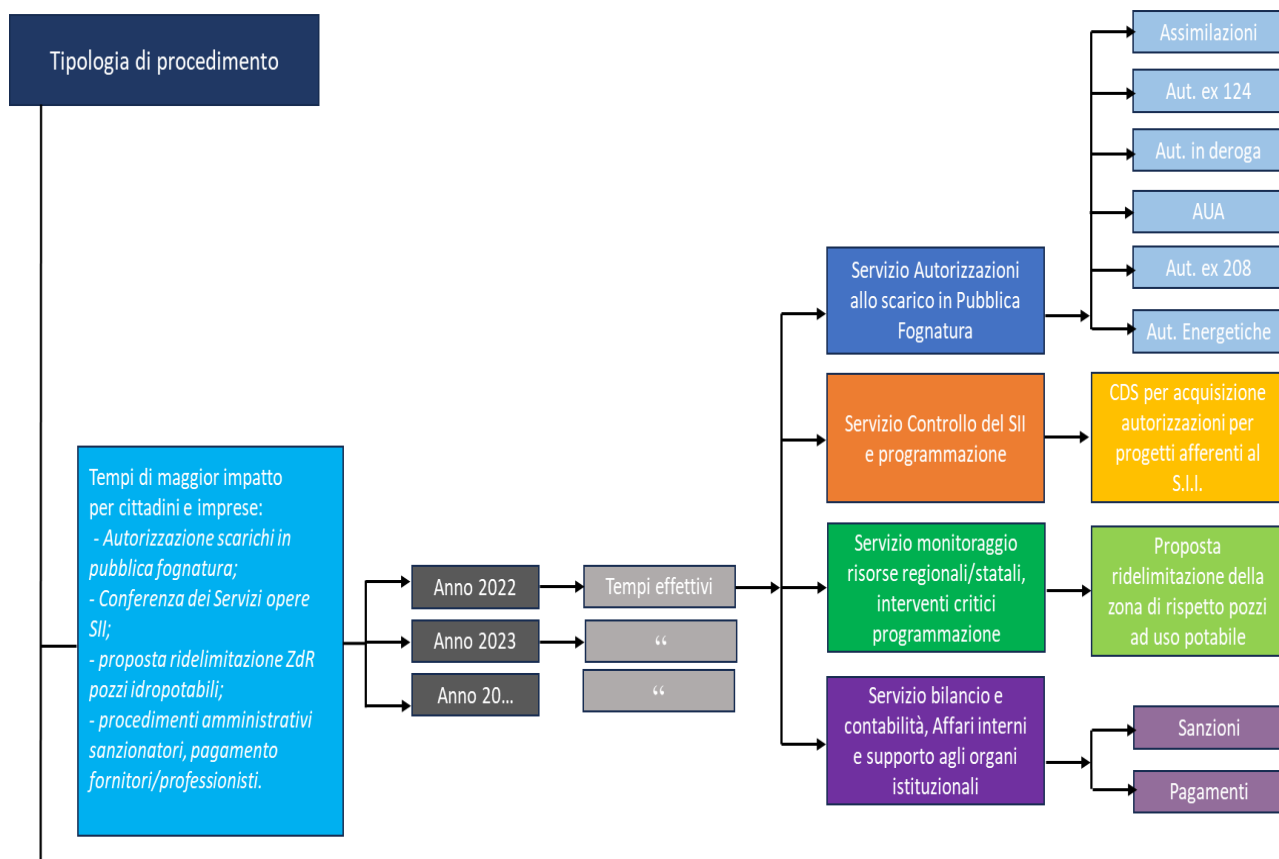 Tipologia di procedimento
Tempi di maggior impatto
per cittadini e imprese:
- Autorizzazione scarichi in
pubblica fognatura;
- Conferenza dei Servizi opere
SII;
- proposta ridelimitazione ZdR
pozzi idropotabili;
- procedimenti amministrativi
sanzionatori, pagamento
fornitori/professionisti.
Anno 2022
Tempi effettivi
Anno 2023
“
Anno 20...
“
Servizio Autorizzazioni
allo scarico in Pubblica
Fognatura
Assimilazioni
Aut. ex 124
Aut. in deroga
AUA
Aut. ex 208
Aut. Energetiche
Servizio Controllo del SII
e programmazione
CDS per acquisizione
autorizzazioni per
progetti afferenti al
S.I.I.
Servizio monitoraggio
risorse regionali/statali,
interventi critici
programmazione
Proposta
ridelimitazione della
zona di rispetto pozzi
ad uso potabile
Servizio bilancio e
contabilità, Affari interni
e supporto agli organi
istituzionali
Sanzioni
Pagamenti